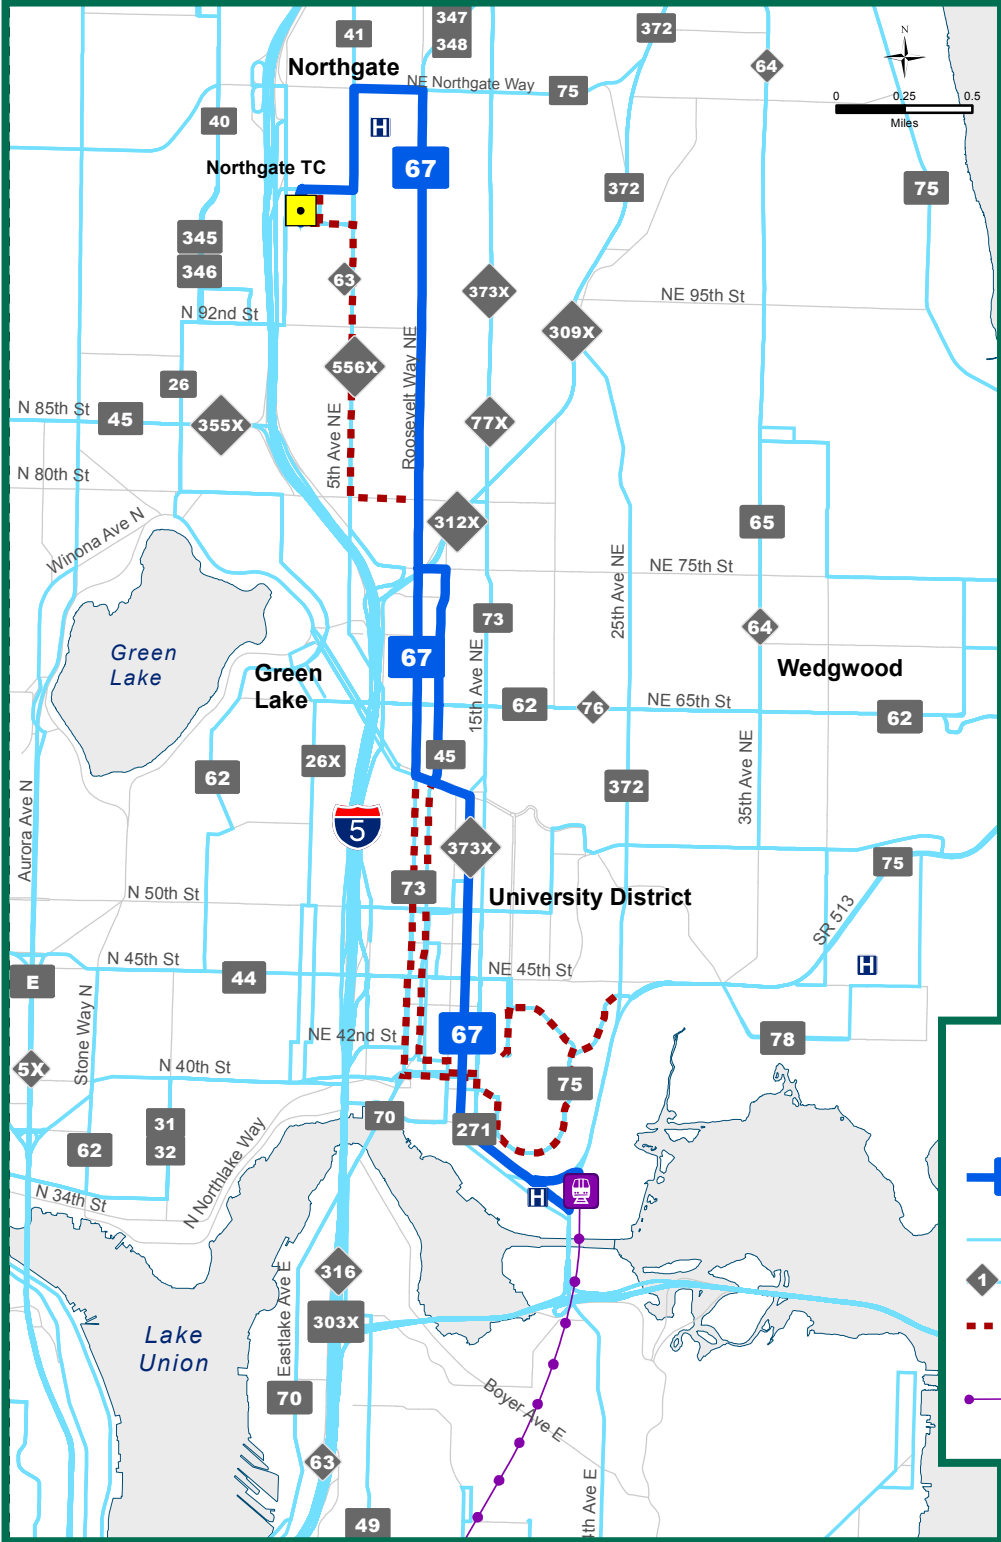 347
348
41
372
N
64
Northgate
NE Northgate Way
75
0
0.25
0.5
Miles
40
H
Northgate TC
67
372
75
345
346
63
373X
NE 95th St
N 92nd St
309X
Roosevelt Way NE
556X
26
N 85th St
45
355X
77X
5th Ave NE
N 80th St
312X
65
Winona Ave N
NE 75th St
25th Ave NE
73
64
Green
Lake
67
15th Ave NE
Wedgwood
Green
Lake
62
76
NE 65th St
62
45
26X
62
372
35th Ave NE
Aurora Ave N
5
373X
75
73
N 50th St
University District
SR 513
N 45th St
44
NE 45th St
H
E
Stone Way N
NE 42nd St
67
78
5X
N 40th St
75
70
31
32
271
62
N Northlake Way
N 34th St
H
316
1
Eastlake Ave E
303X
Lake
Union
70
Boyer Ave E
63
4th Ave E
49